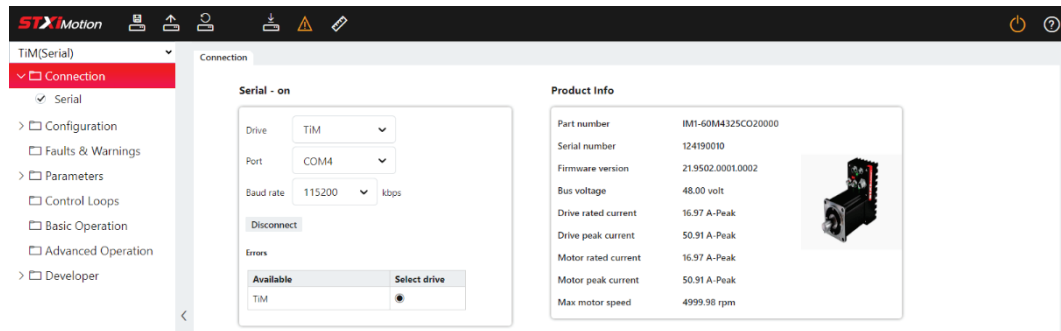 STXI Motion
TiM(Serial)
Connection
Serial
Configuration
Faults & Warnings
Parameters
Control Loops
Basic Operation
Advanced Operation
Developer
Connection
Serial - on
Drive TiM
Port COM4
Baud rate 115200 kbps
Disconnect
Errors
Available Select drive
TiM
Product Info
Part number IM1-60M4325CO20000
Serial number 124190010
Firmware version 21.9502.0001.0002
Bus voltage 48.00 volt
Drive rated current 16.97 A-Peak
Drive peak current 50.91 A-Peak
Motor rated current 16.97 A-Peak
Motor peak current 50.91 A-Peak
Max motor speed 4999.98 rpm